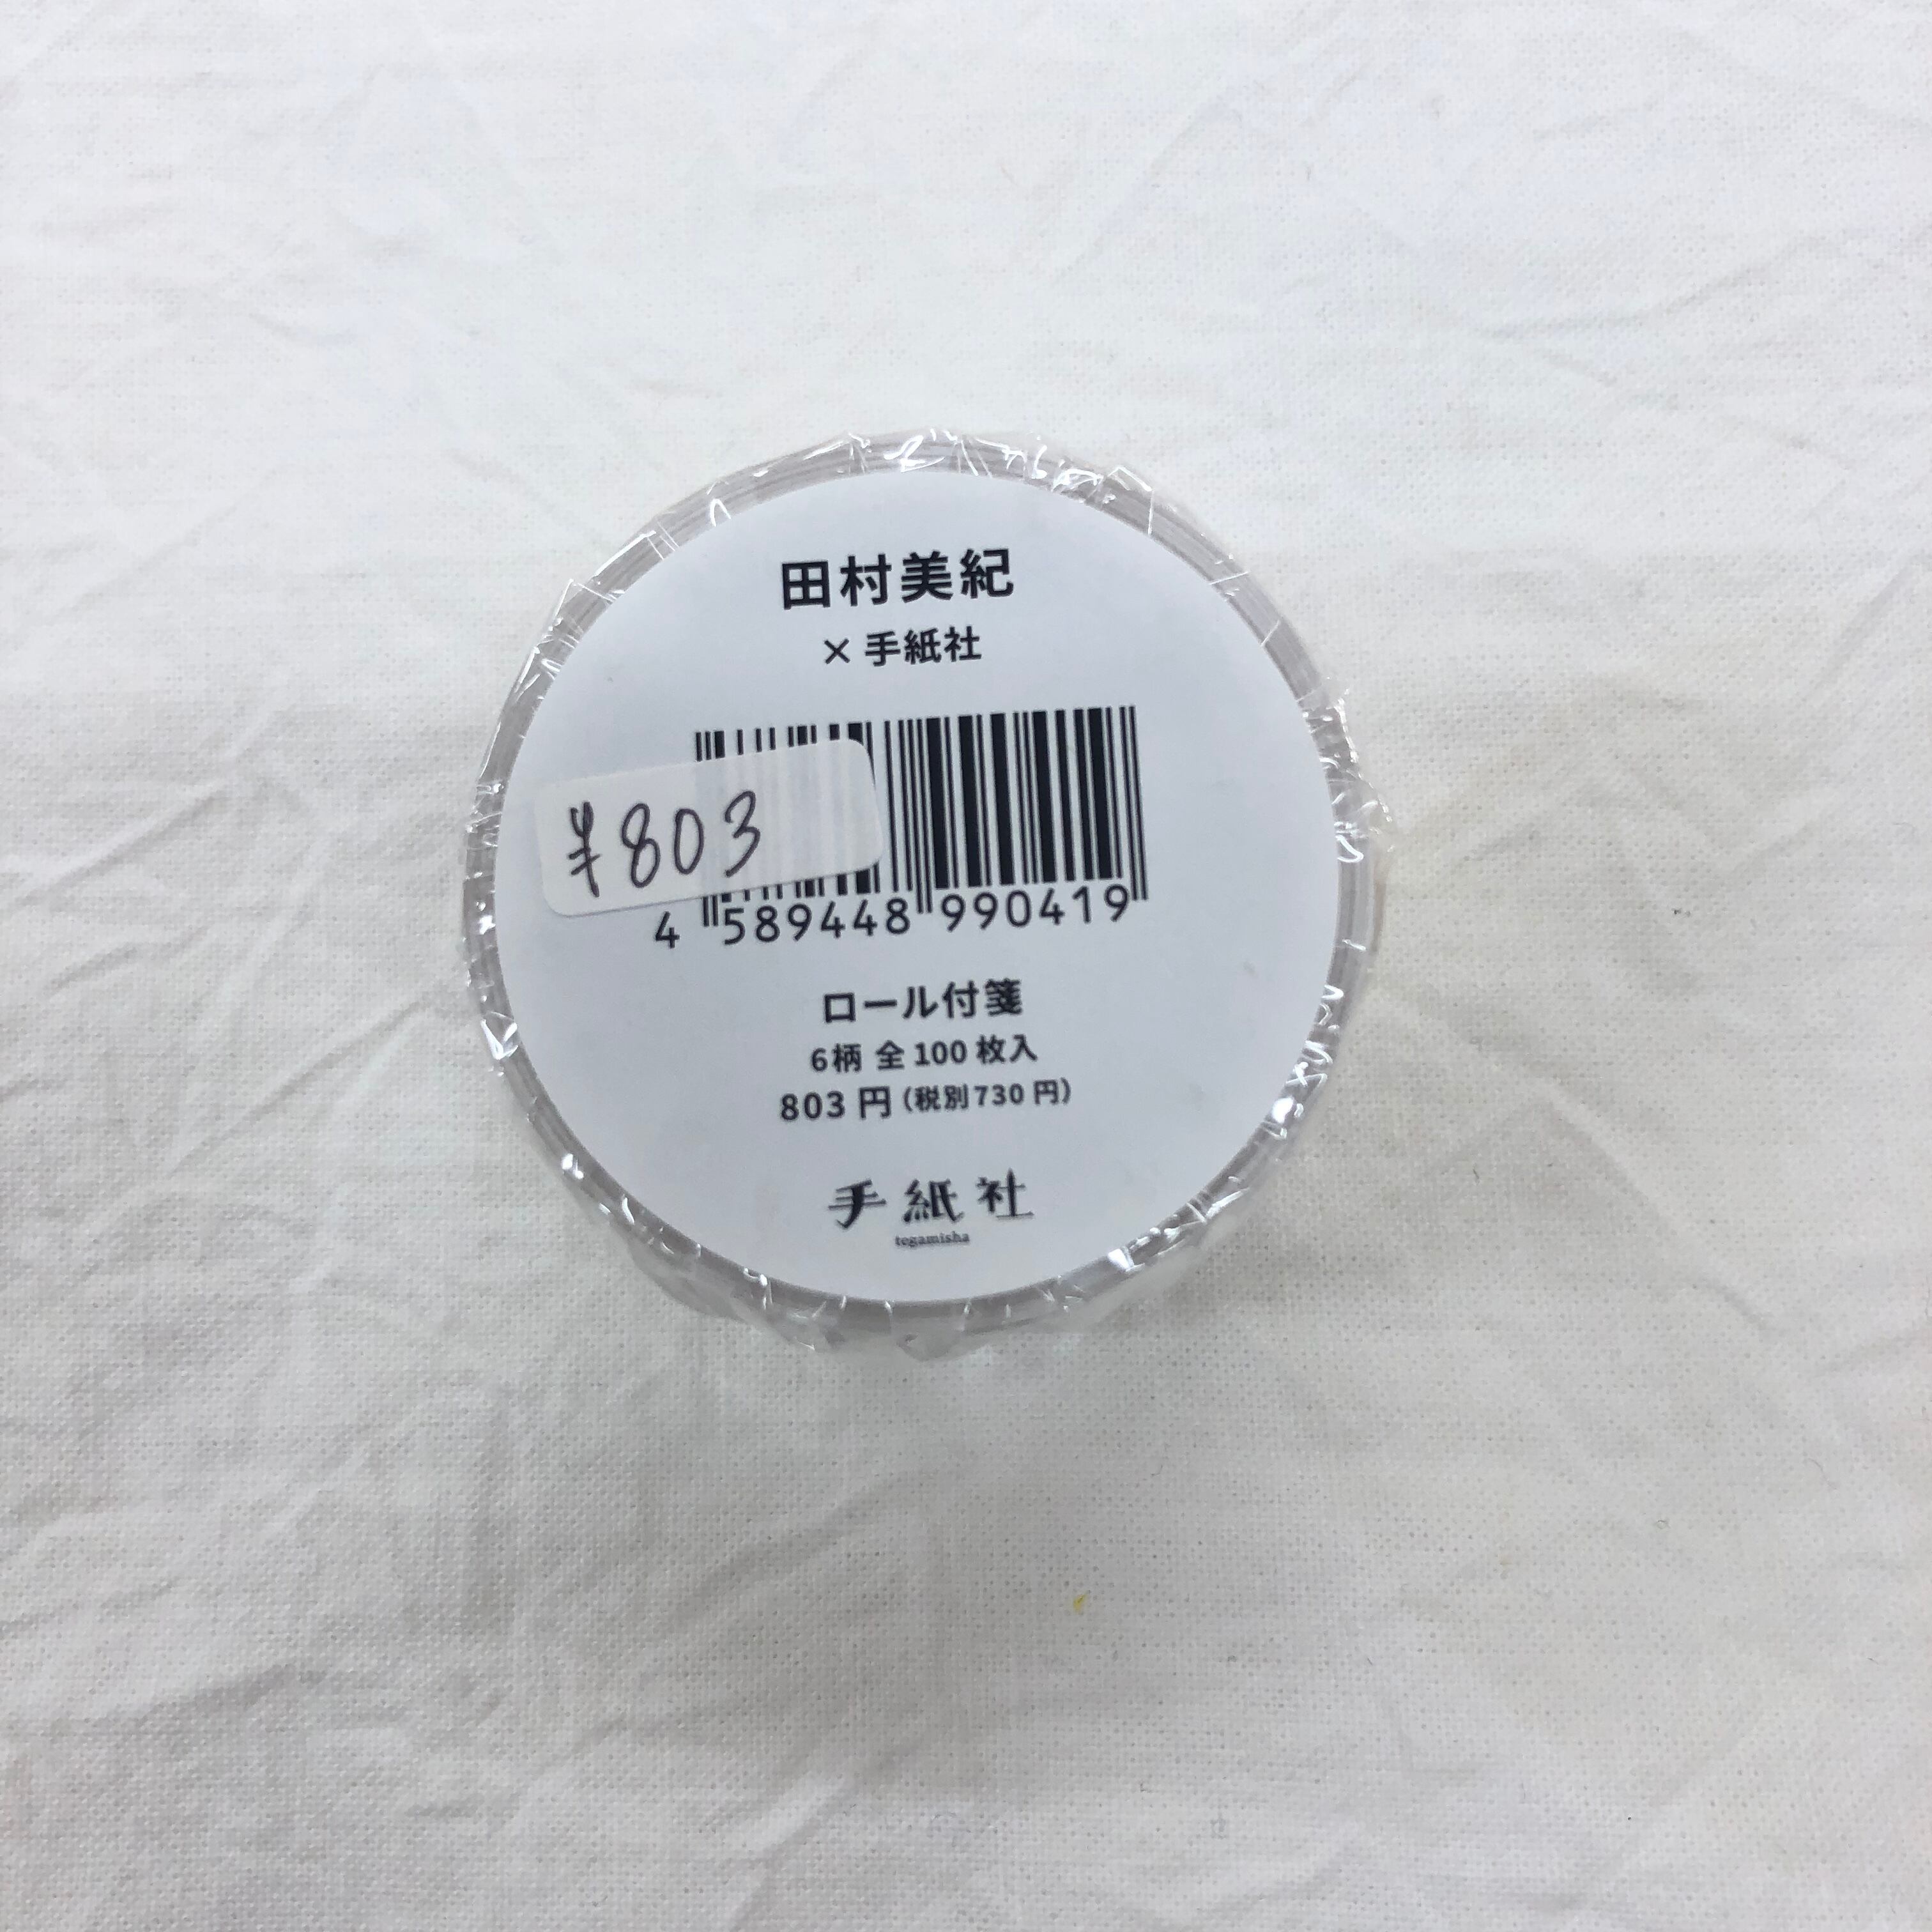 田村美紀
× 手紙社
¥803
4 589448 990419
ロール付箋
6柄 全100枚入
803円(税別730円)
手紙社
tegamisha